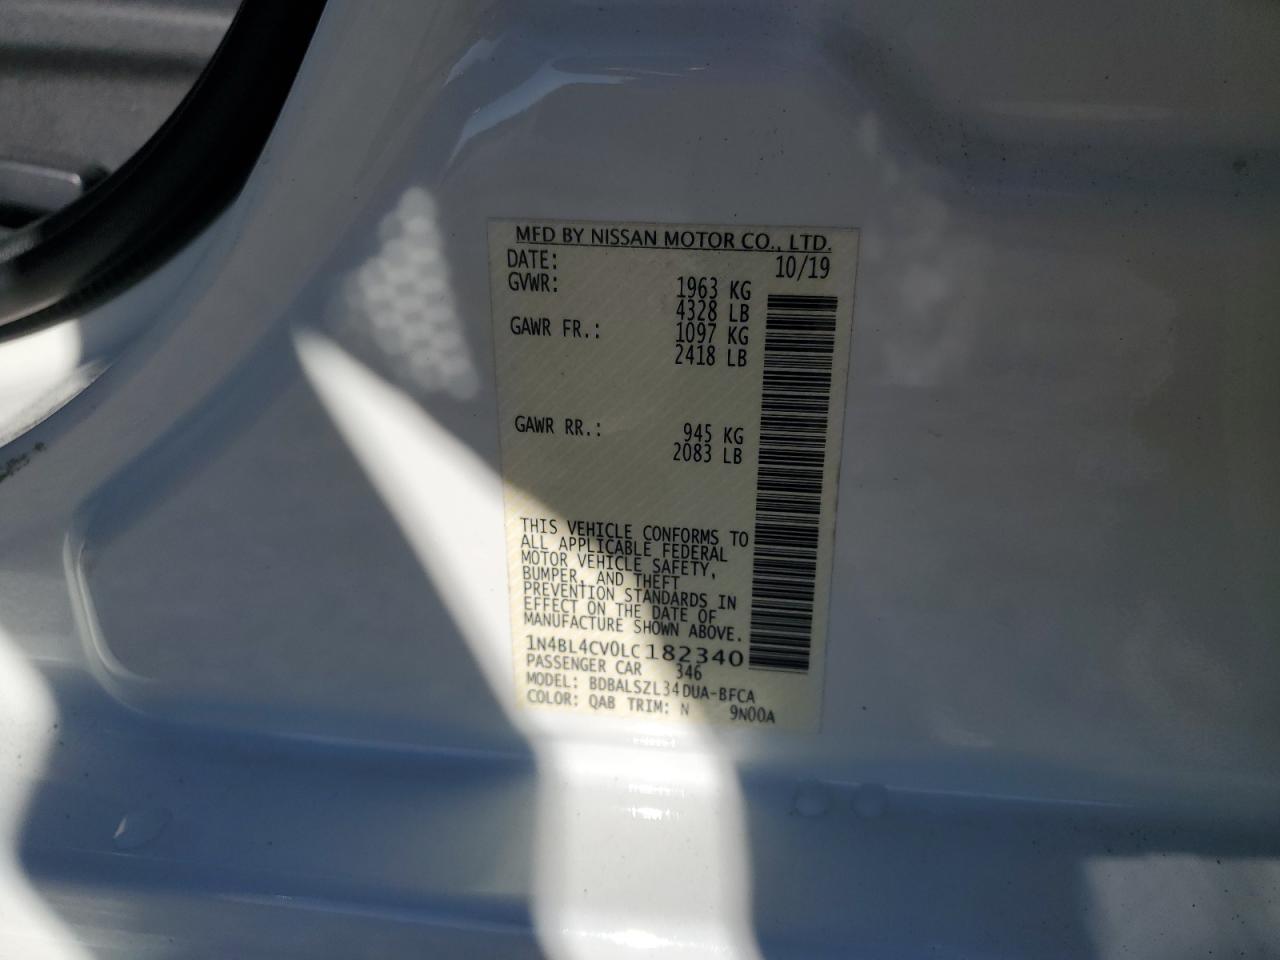 MFD BY NISSAN MOTOR CO., LTD.
DATE: 10/19
GVWR: 1963 KG
4328 LB
GAWR FR.: 1097 KG
2418 LB
GAWR RR.: 945 KG
2083 LB
THIS VEHICLE CONFORMS TO
ALL APPLICABLE FEDERAL
MOTOR VEHICLE SAFETY,
BUMPER, AND THEFT
PREVENTION STANDARDS IN
EFFECT ON THE DATE OF
MANUFACTURE SHOWN ABOVE.
1N4BL4CV0LC182340
PASSENGER CAR 346
MODEL: BDBALSZL34DUA-BFCA
COLOR: QAB TRIM: N 9N00A